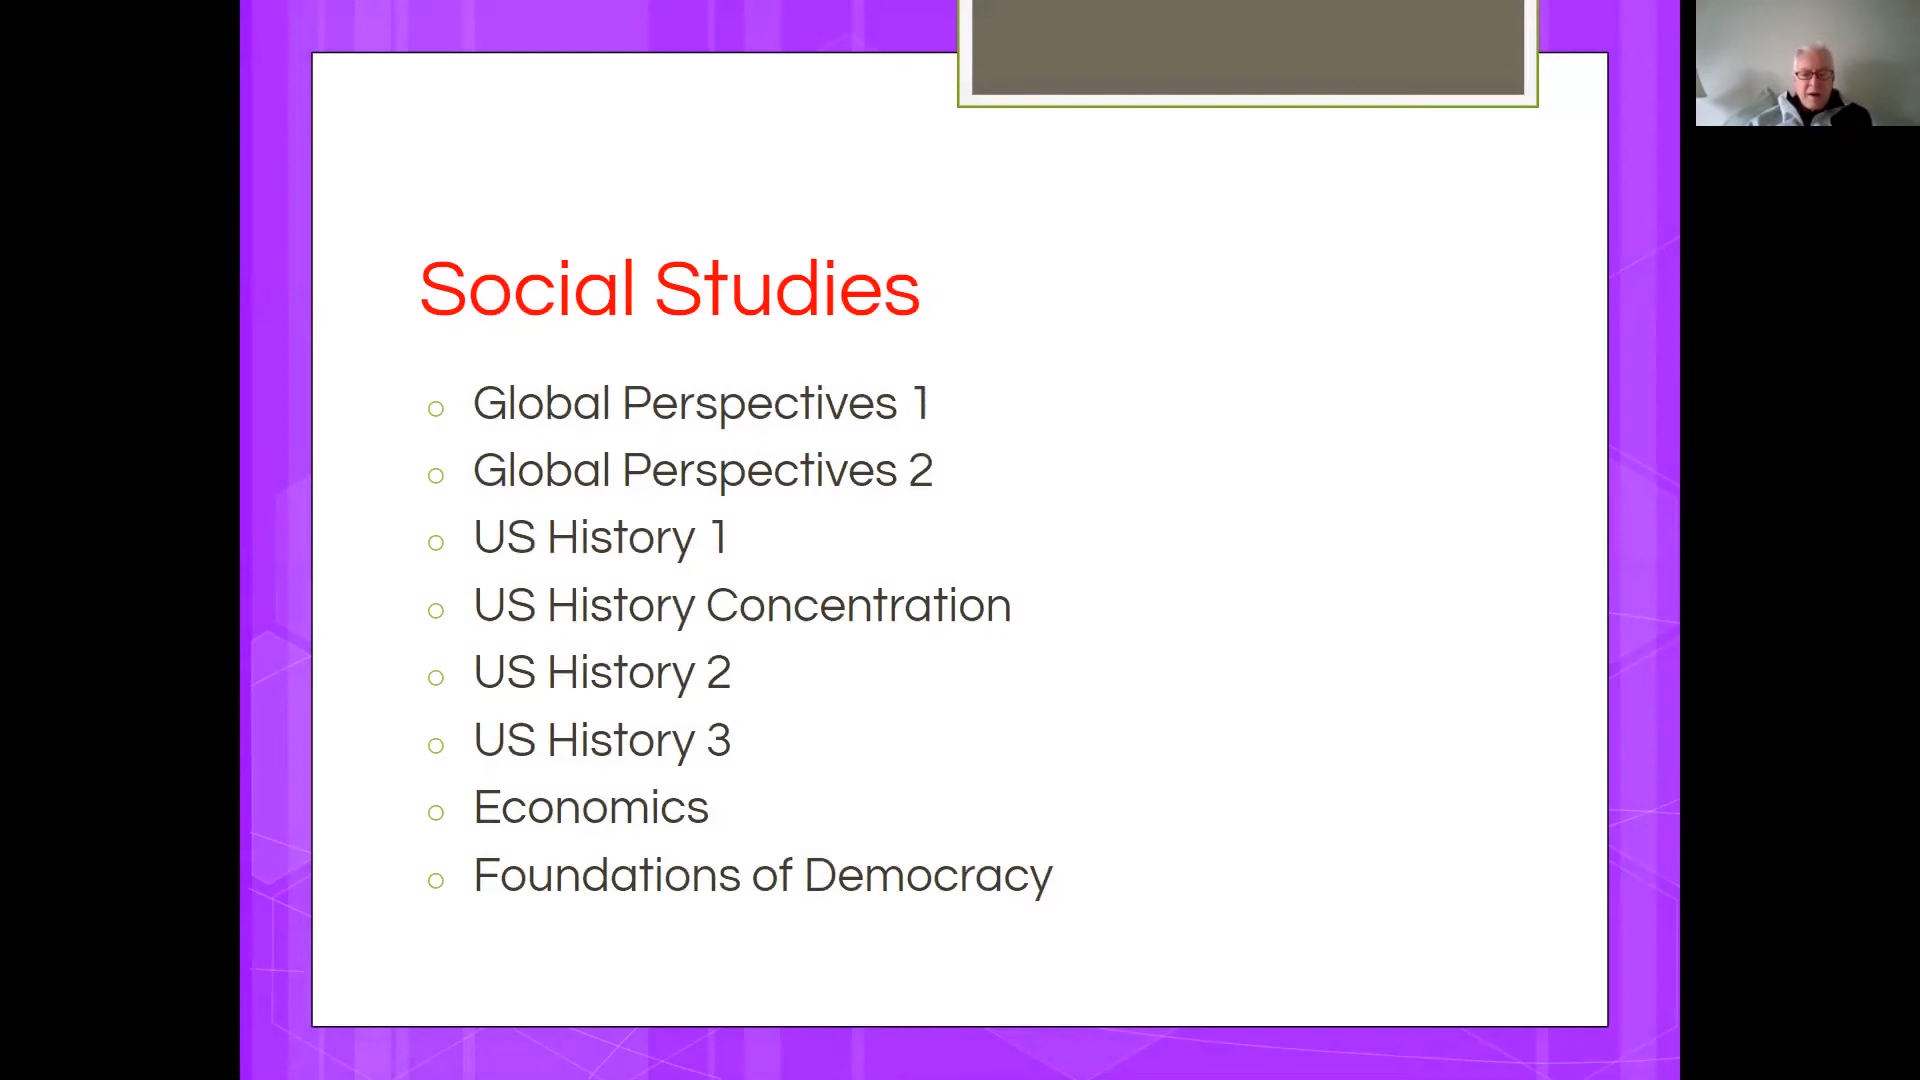 Social Studies
Global Perspectives 1
Global Perspectives 2
US History 1
US History Concentration
US History 2
US History 3
Economics
Foundations of Democracy